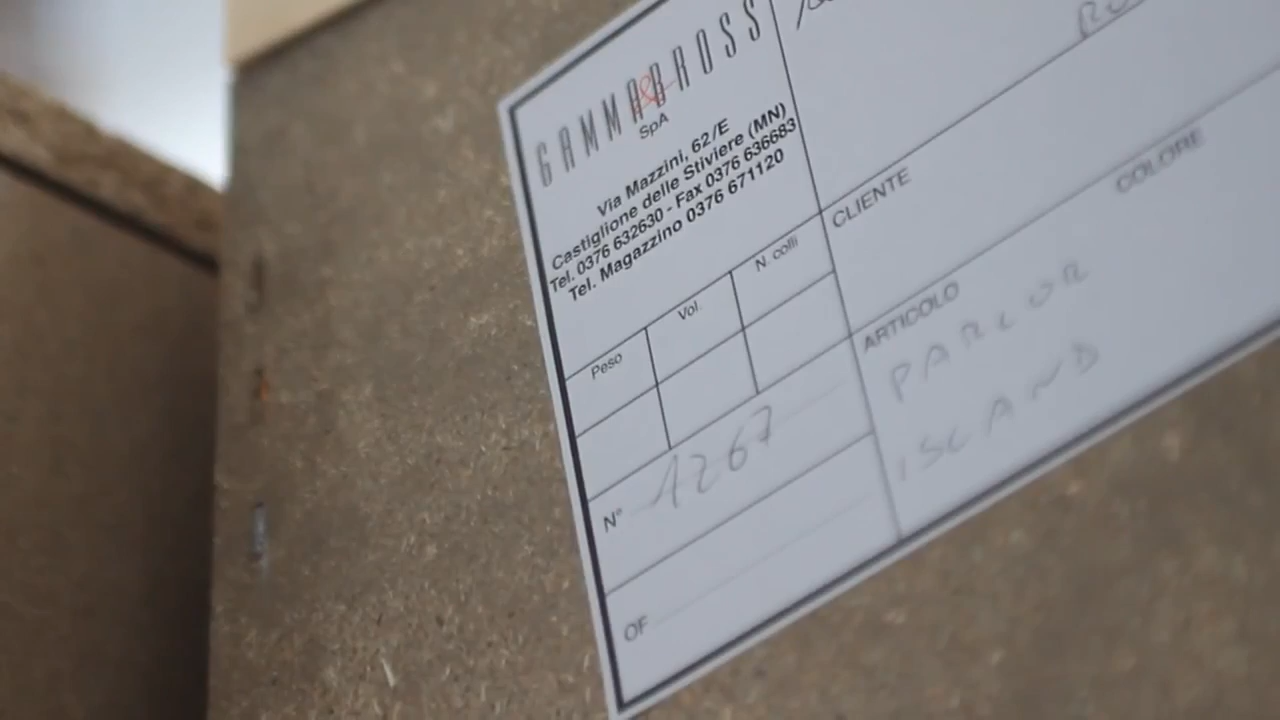 GAMMA&BROSS
SpA
Via Mazzini, 62/E
Castiglione delle Stiviere (MN)
Tel. 0376 632630 - Fax 0376 636683
Tel. Magazzino 0376 671120
Peso
Vol.
N. colli
N° 1267
OF
CLIENTE
ARTICOLO
COLORE
PARLOR
ISLAND